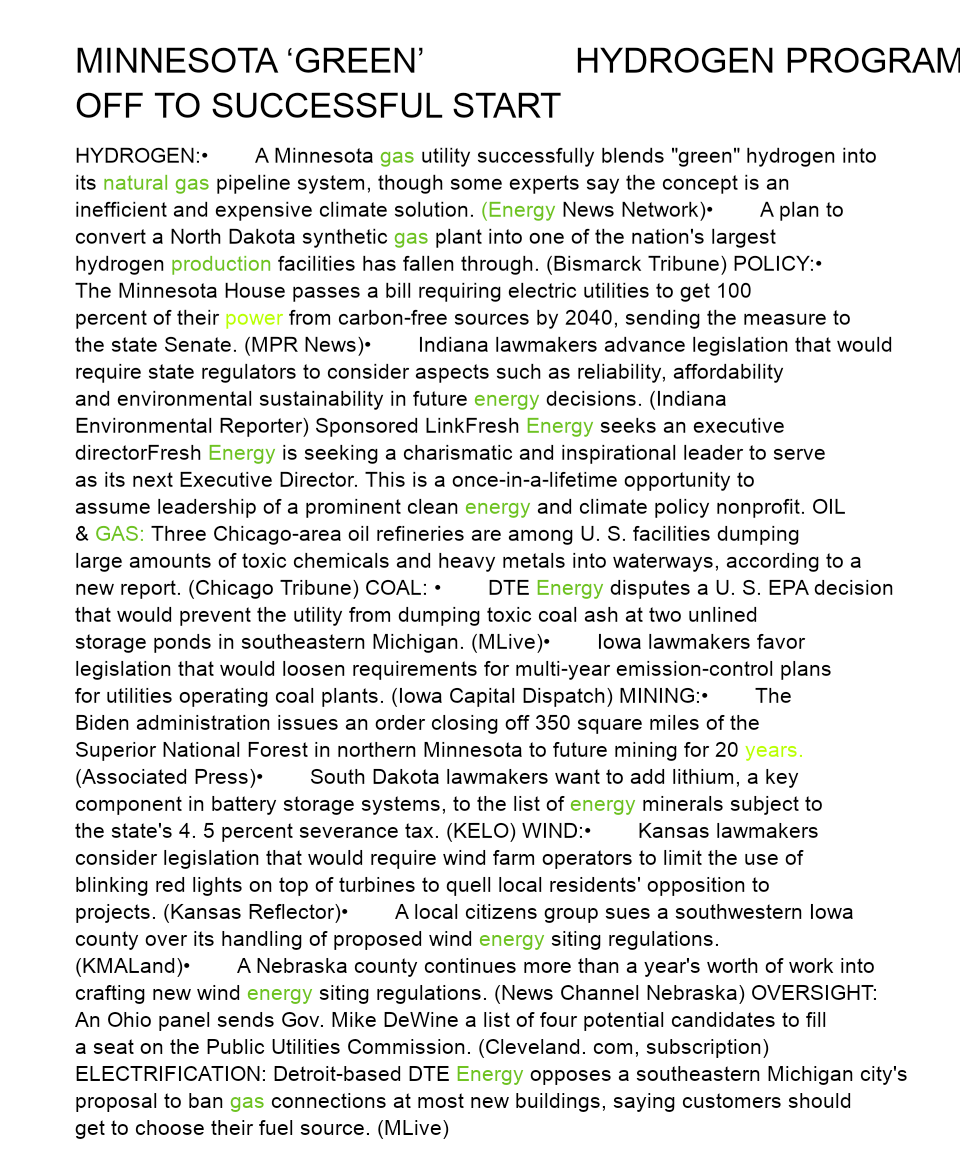 MINNESOTA ‘GREEN’ HYDROGEN PROGRAM
OFF TO SUCCESSFUL START
HYDROGEN:• A Minnesota gas utility successfully blends "green" hydrogen into
its natural gas pipeline system, though some experts say the concept is an
inefficient and expensive climate solution. (Energy News Network)• A plan to
convert a North Dakota synthetic gas plant into one of the nation's largest
hydrogen production facilities has fallen through. (Bismarck Tribune) POLICY:•
The Minnesota House passes a bill requiring electric utilities to get 100
percent of their power from carbon-free sources by 2040, sending the measure to
the state Senate. (MPR News)• Indiana lawmakers advance legislation that would
require state regulators to consider aspects such as reliability, affordability
and environmental sustainability in future energy decisions. (Indiana
Environmental Reporter) Sponsored LinkFresh Energy seeks an executive
directorFresh Energy is seeking a charismatic and inspirational leader to serve
as its next Executive Director. This is a once-in-a-lifetime opportunity to
assume leadership of a prominent clean energy and climate policy nonprofit. OIL
& GAS: Three Chicago-area oil refineries are among U. S. facilities dumping
large amounts of toxic chemicals and heavy metals into waterways, according to a
new report. (Chicago Tribune) COAL: • DTE Energy disputes a U. S. EPA decision
that would prevent the utility from dumping toxic coal ash at two unlined
storage ponds in southeastern Michigan. (MLive)• Iowa lawmakers favor
legislation that would loosen requirements for multi-year emission-control plans
for utilities operating coal plants. (Iowa Capital Dispatch) MINING:• The
Biden administration issues an order closing off 350 square miles of the
Superior National Forest in northern Minnesota to future mining for 20 years.
(Associated Press)• South Dakota lawmakers want to add lithium, a key
component in battery storage systems, to the list of energy minerals subject to
the state's 4. 5 percent severance tax. (KELO) WIND:• Kansas lawmakers
consider legislation that would require wind farm operators to limit the use of
blinking red lights on top of turbines to quell local residents' opposition to
projects. (Kansas Reflector)• A local citizens group sues a southwestern Iowa
county over its handling of proposed wind energy siting regulations.
(KMALand)• A Nebraska county continues more than a year's worth of work into
crafting new wind energy siting regulations. (News Channel Nebraska) OVERSIGHT:
An Ohio panel sends Gov. Mike DeWine a list of four potential candidates to fill
a seat on the Public Utilities Commission. (Cleveland. com, subscription)
ELECTRIFICATION: Detroit-based DTE Energy opposes a southeastern Michigan city's
proposal to ban gas connections at most new buildings, saying customers should
get to choose their fuel source. (MLive)